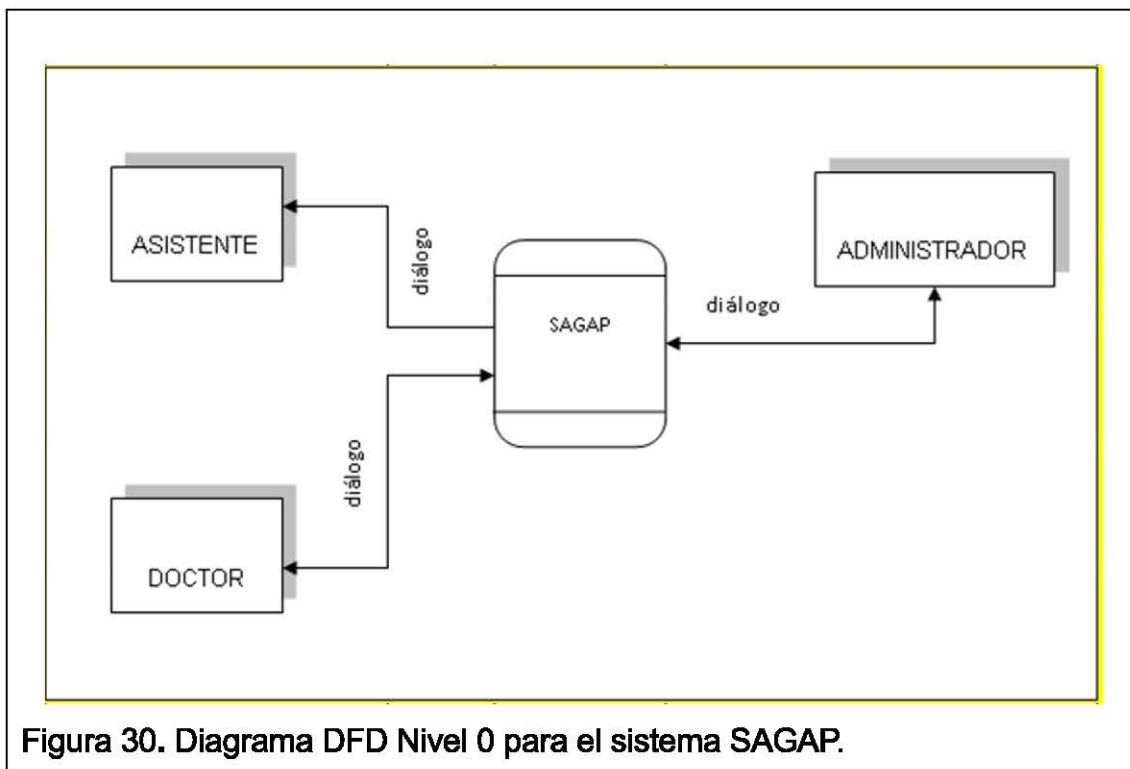 ASISTENTE
diálogo
SAGAP
ADMINISTRADOR
diálogo
diálogo
DOCTOR
Figura 30. Diagrama DFD Nivel 0 para el sistema SAGAP.